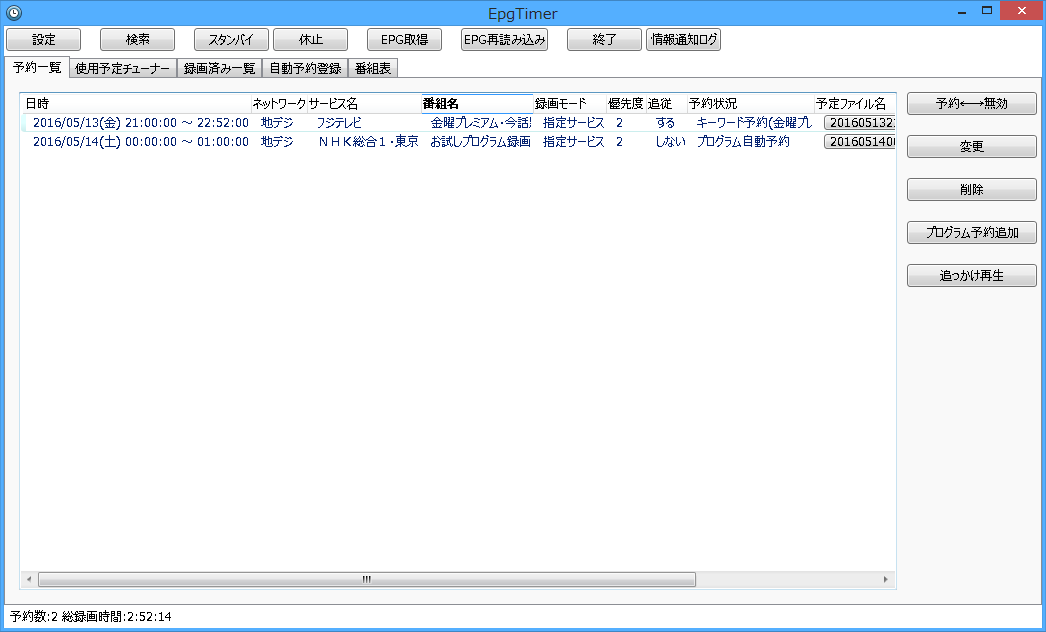 EpgTimer
設定 検索 スタンバイ 休止 EPG取得 EPG再読み込み 終了 情報通知ログ
予約一覧 使用予定チューナー 録画済み一覧 自動予約登録 番組表
日時 ネットワーク サービス名 番組名 録画モード 優先度 追従 予約状況 予定ファイル名
2016/05/13(金) 21:00:00 ～ 22:52:00 地デジ フジテレビ 金曜プレミアム・今話 指定サービス 2 する キーワード予約(金曜プレ 2016051321
2016/05/14(土) 00:00:00 ～ 01:00:00 地デジ ＮＨＫ総合１・東京 お試しプログラム録画 指定サービス 2 しない プログラム自動予約 2016051400
予約←→無効
変更
削除
プログラム予約追加
追っかけ再生
予約数:2 総録画時間:2:52:14